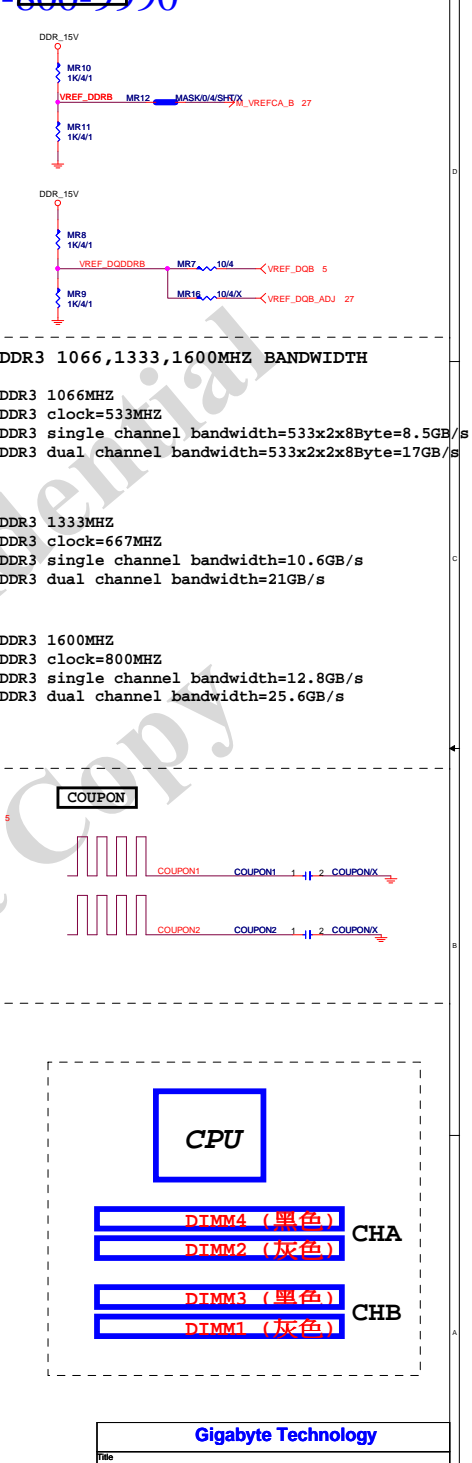 -800-9990
DDR_15V
MR10
1K/4/1
VREF_DDRB MR12 MASK/0/4/SHT/X M_VREFCA_B 27
MR11
1K/4/1
DDR_15V
MR8
1K/4/1
VREF_DQDDRB MR7 10/4 VREF_DQB 5
MR9
1K/4/1
MR16 10/4/X VREF_DQB_ADJ 27
D
DDR3 1066,1333,1600MHZ BANDWIDTH
DDR3 1066MHZ
DDR3 clock=533MHZ
DDR3 single channel bandwidth=533x2x8Byte=8.5GB/s
DDR3 dual channel bandwidth=533x2x2x8Byte=17GB/s
DDR3 1333MHZ
DDR3 clock=667MHZ
DDR3 single channel bandwidth=10.6GB/s
DDR3 dual channel bandwidth=21GB/s
C
DDR3 1600MHZ
DDR3 clock=800MHZ
DDR3 single channel bandwidth=12.8GB/s
DDR3 dual channel bandwidth=25.6GB/s
dential
Copy
COUPON
5
COUPON1 COUPON1 1 2 COUPON/X
COUPON2 COUPON2 1 2 COUPON/X
B
CPU
DIMM4 (黑色)
CHA
DIMM2 (灰色)
DIMM3 (黑色)
CHB
DIMM1 (灰色)
A
Gigabyte Technology
Title